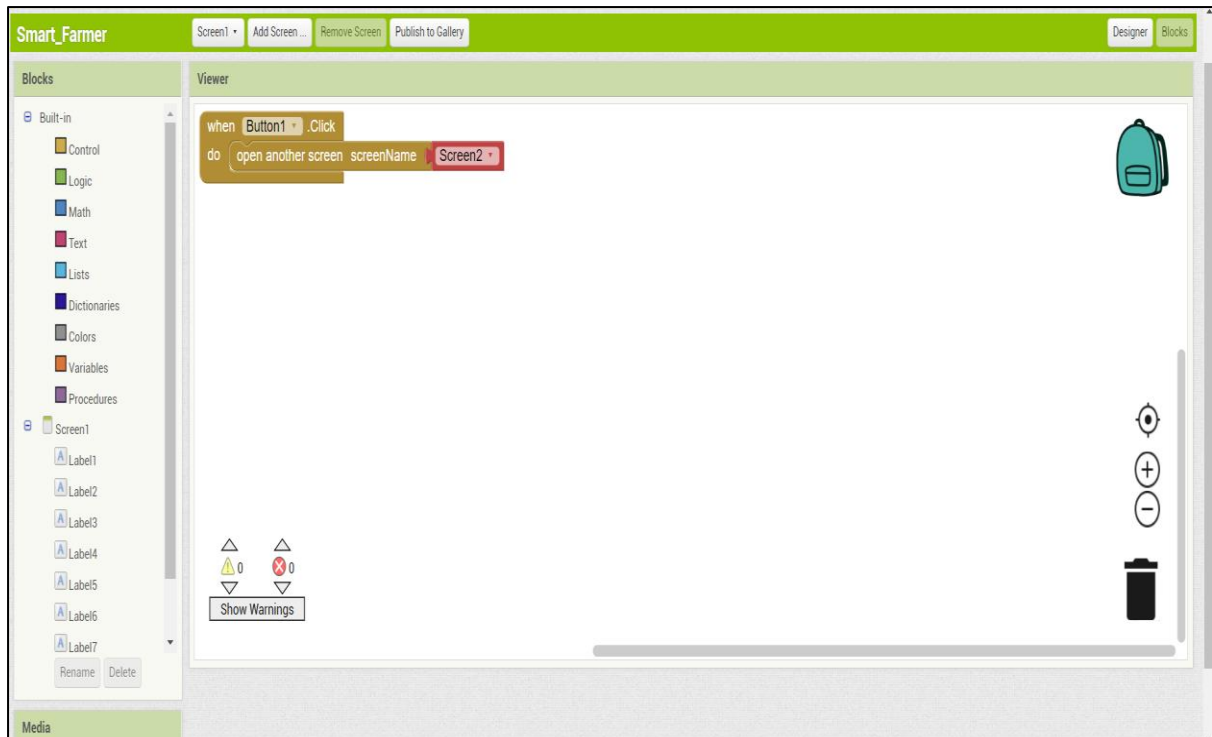 Smart_Farmer
Screen1
Add Screen ...
Remove Screen
Publish to Gallery
Designer
Blocks
Blocks
Viewer
Built-in
Control
Logic
Math
Text
Lists
Dictionaries
Colors
Variables
Procedures
Screen1
Label1
Label2
Label3
Label4
Label5
Label6
Label7
Rename
Delete
Media
when Button1 .Click
do open another screen screenName Screen2
0
0
Show Warnings